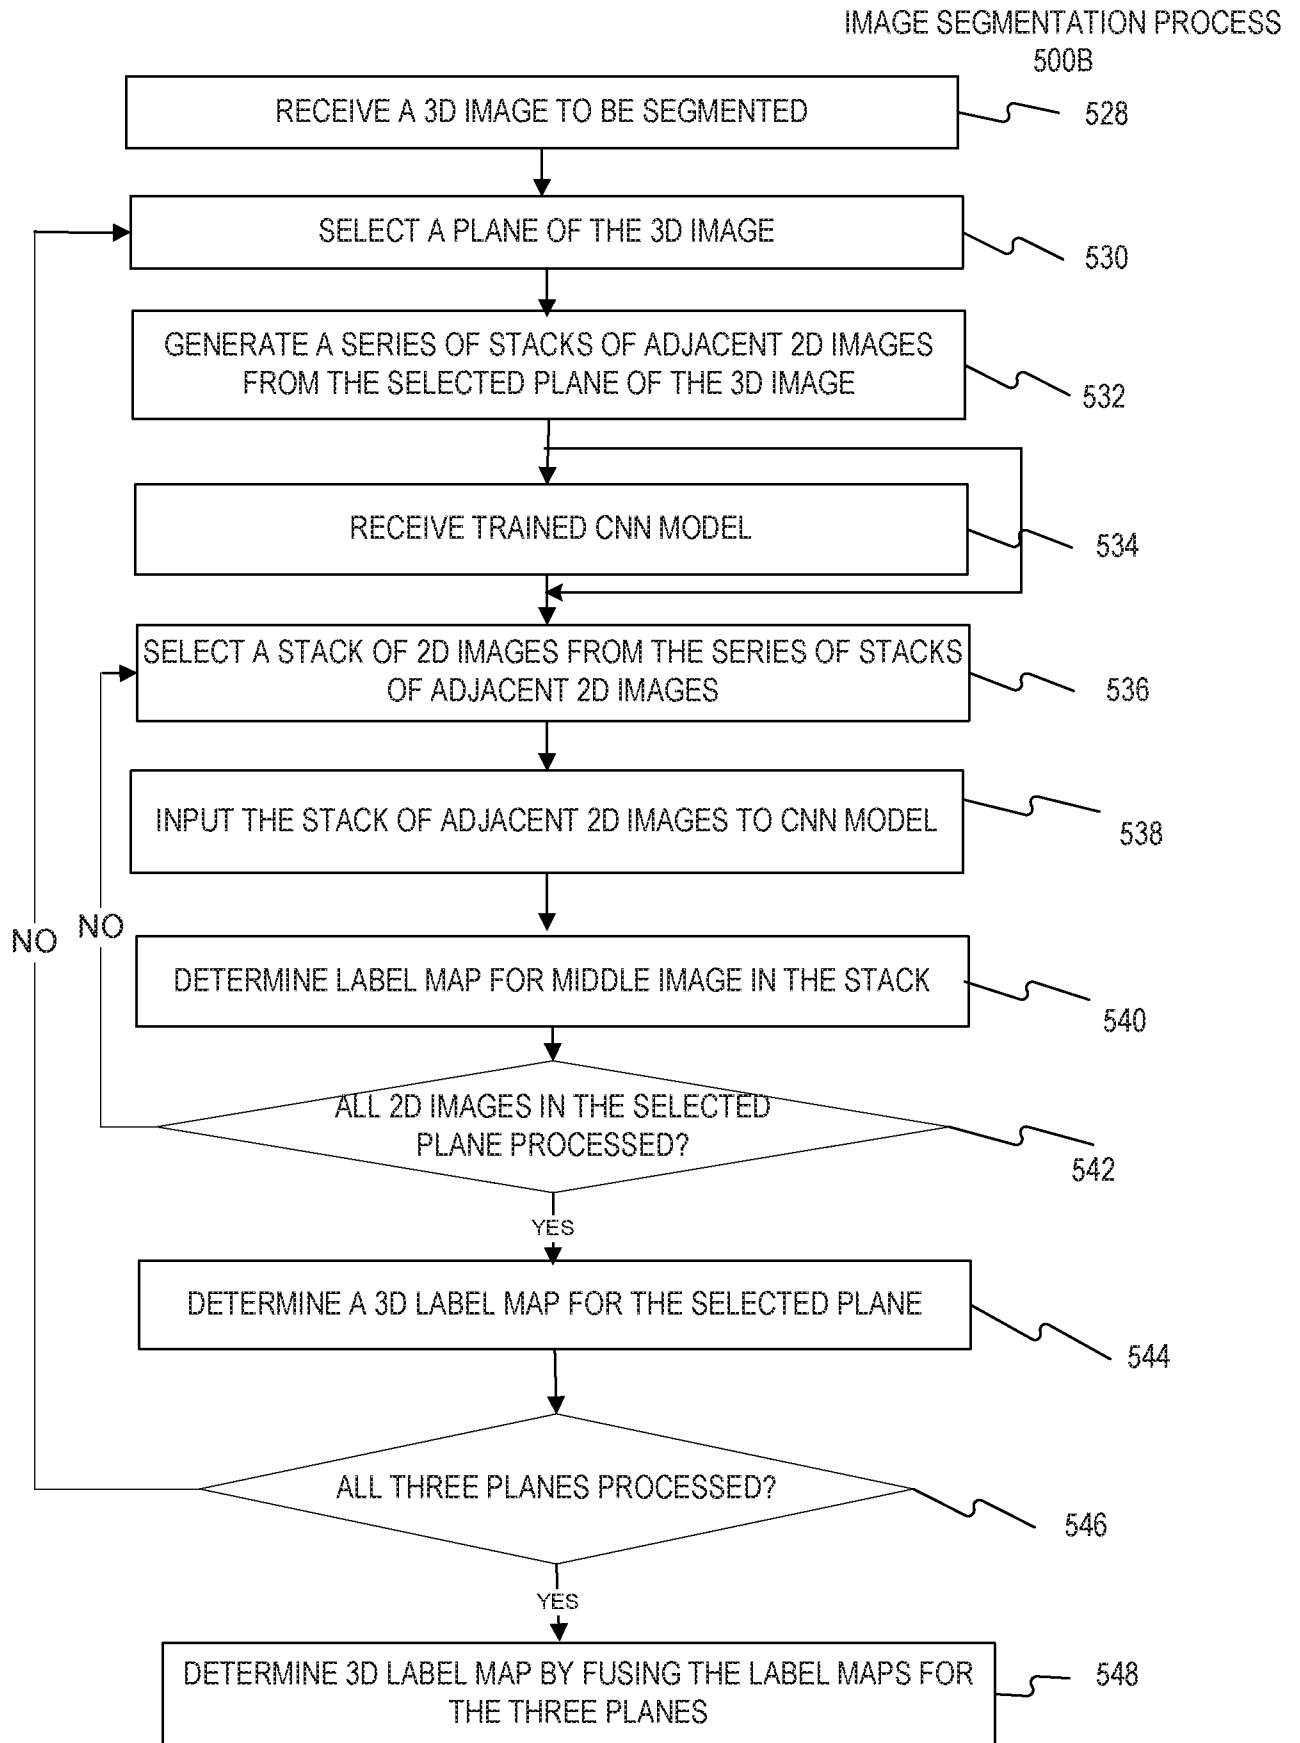 IMAGE SEGMENTATION PROCESS
500B
RECEIVE A 3D IMAGE TO BE SEGMENTED
528
SELECT A PLANE OF THE 3D IMAGE
530
GENERATE A SERIES OF STACKS OF ADJACENT 2D IMAGES
FROM THE SELECTED PLANE OF THE 3D IMAGE
532
RECEIVE TRAINED CNN MODEL
534
SELECT A STACK OF 2D IMAGES FROM THE SERIES OF STACKS
OF ADJACENT 2D IMAGES
536
INPUT THE STACK OF ADJACENT 2D IMAGES TO CNN MODEL
538
NO
NO
DETERMINE LABEL MAP FOR MIDDLE IMAGE IN THE STACK
540
ALL 2D IMAGES IN THE SELECTED
PLANE PROCESSED?
542
YES
DETERMINE A 3D LABEL MAP FOR THE SELECTED PLANE
544
ALL THREE PLANES PROCESSED?
546
YES
DETERMINE 3D LABEL MAP BY FUSING THE LABEL MAPS FOR
THE THREE PLANES
548